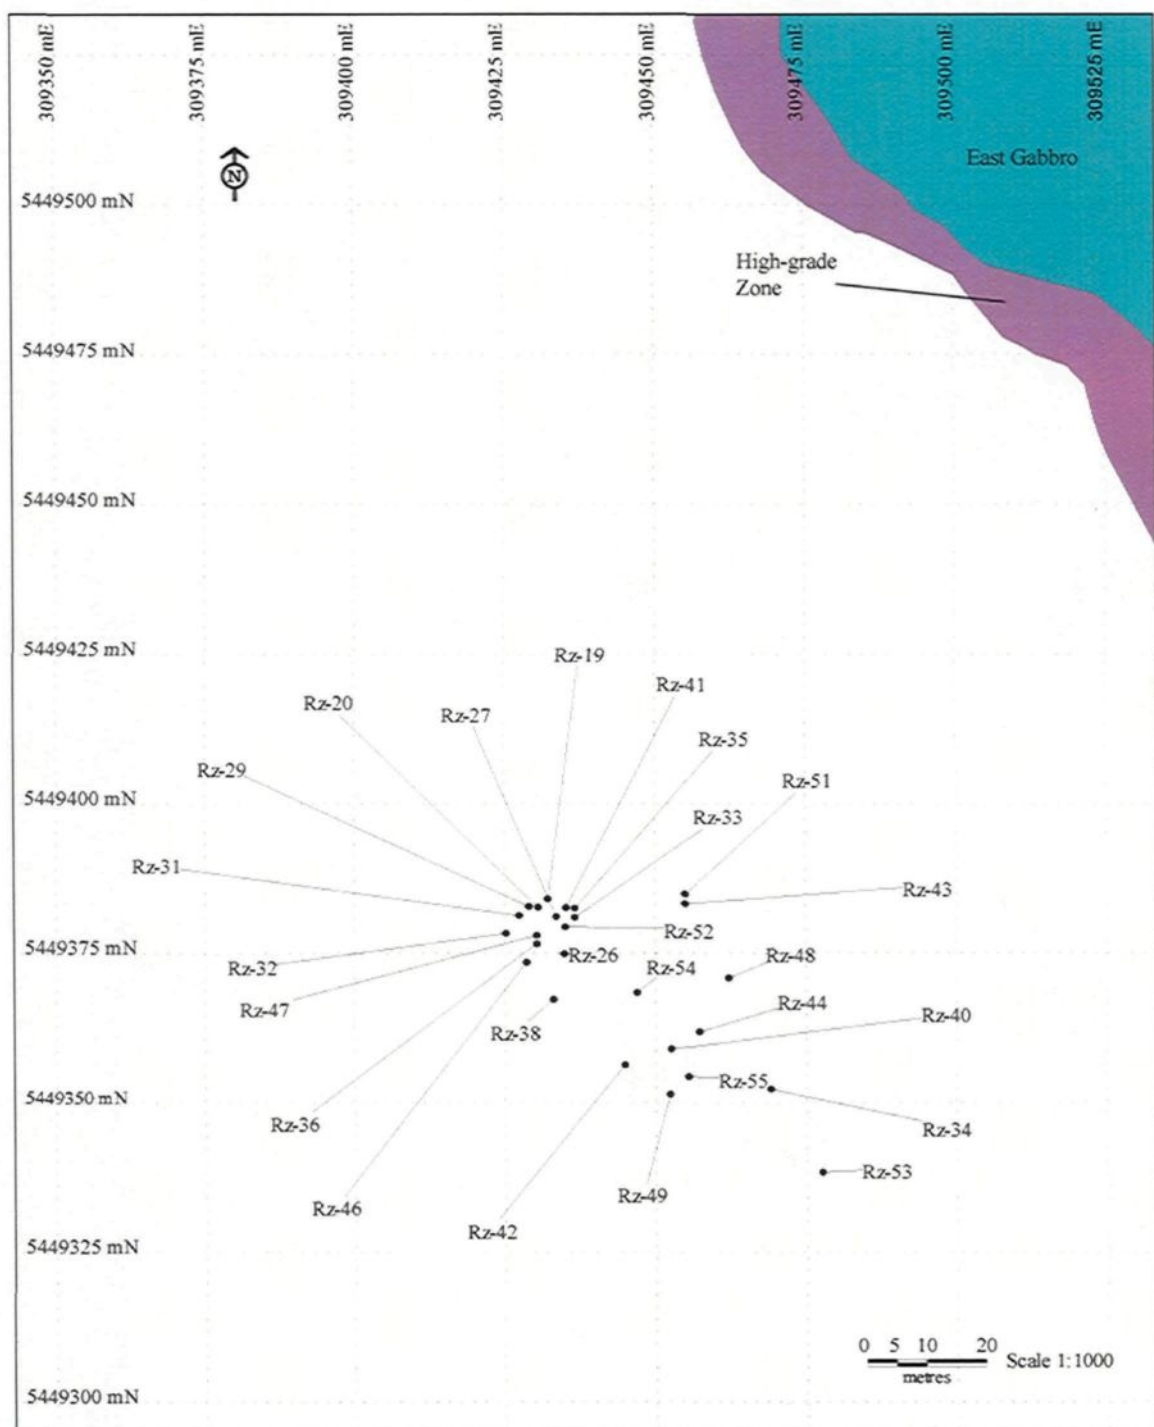 309350 mE
309375 mE
309400 mE
309425 mE
309450 mE
309475 mE
309500 mE
309525 mE
East Gabbro
N
5449500 mN
High-grade
Zone
5449475 mN
5449450 mN
5449425 mN
Rz-19
Rz-41
Rz-20
Rz-27
Rz-35
Rz-29
Rz-51
5449400 mN
Rz-33
Rz-31
Rz-43
Rz-52
5449375 mN
Rz-26
Rz-48
Rz-32
Rz-54
Rz-47
Rz-44
Rz-40
Rz-38
Rz-55
5449350 mN
Rz-36
Rz-34
Rz-53
Rz-49
Rz-46
Rz-42
5449325 mN
0 5 10 20
Scale 1:1000
metres
5449300 mN